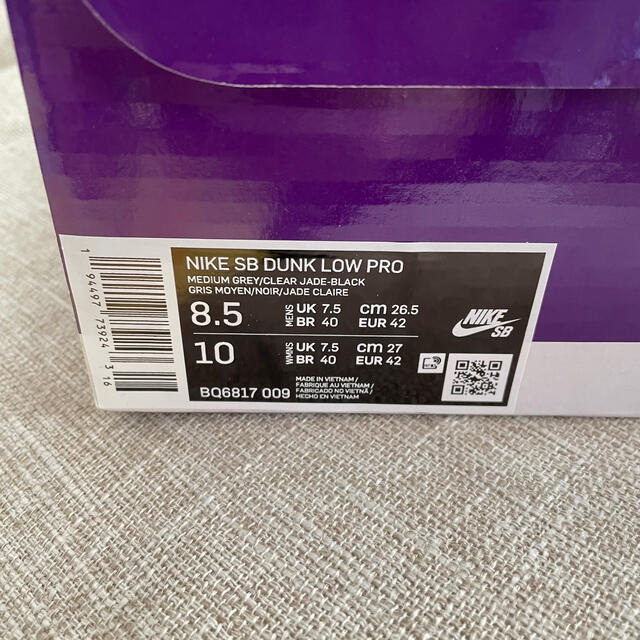 NIKE SB DUNK LOW PRO
MEDIUM GREY/CLEAR JADE-BLACK
GRIS MOYEN/NOIR/JADE CLAIRE
8.5 MENS UK 7.5 cm 26.5
BR 40 EUR 42
10 WMNS UK 7.5 cm 27
BR 40 EUR 42
BQ6817 009
MADE IN VIETNAM/
FABRIQUE AU VIETNAM/
FABRICADO NO VIETNÃ/
HECHO EN VIETNAM
NIKE
SB
1 94497 73924 3 16